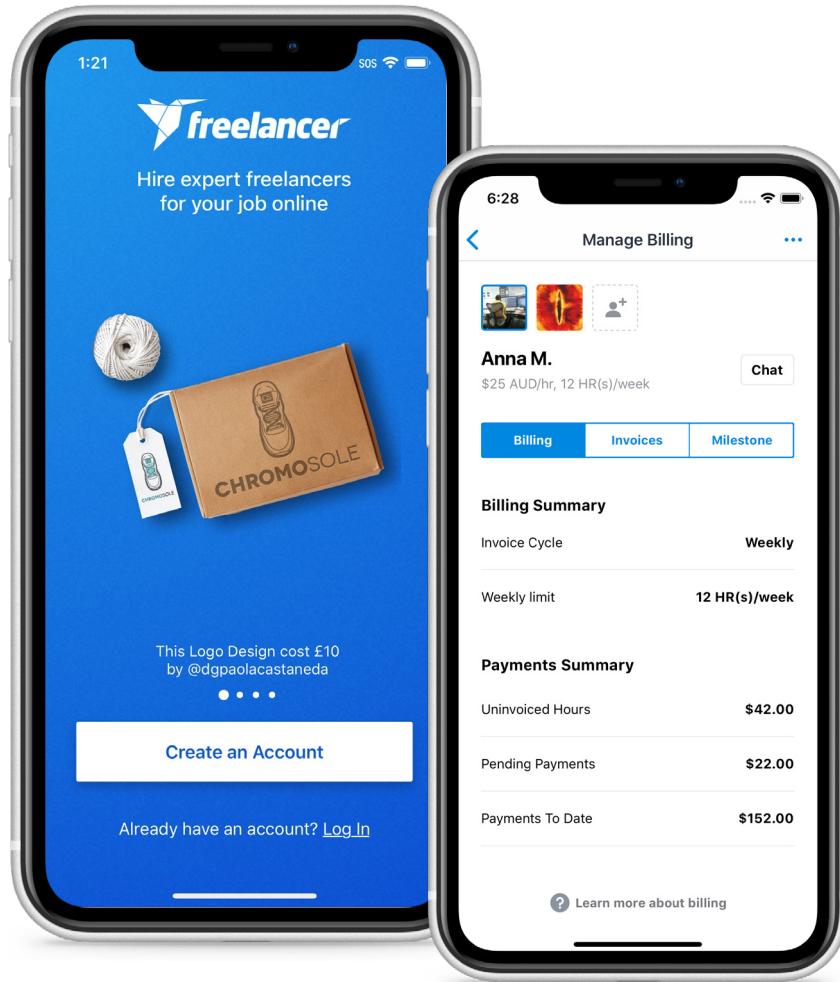 1:21
SOS
freelancer
Hire expert freelancers
for your job online
CHROMOSOLE
CHROMOSOLE
This Logo Design cost £10
by @dgpaolacastaneda
Create an Account
Already have an account? Log In
6:28
Manage Billing
Anna M.
$25 AUD/hr, 12 HR(s)/week
Chat
Billing Invoices Milestone
Billing Summary
Invoice Cycle Weekly
Weekly limit 12 HR(s)/week
Payments Summary
Uninvoiced Hours $42.00
Pending Payments $22.00
Payments To Date $152.00
? Learn more about billing